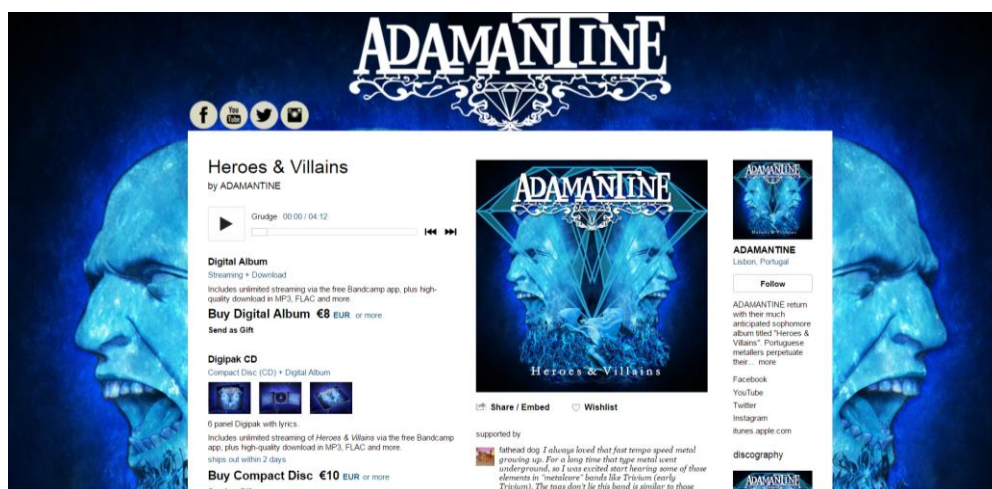 ADAMANTINE
You
Tube
Heroes & Villains
by ADAMANTINE
Grudge 00:00 / 04:12
Digital Album
Streaming + Download
Includes unlimited streaming via the free Bandcamp app, plus high-
quality download in MP3, FLAC and more.
Buy Digital Album €8 EUR or more
Send as Gift
Digipak CD
Compact Disc (CD) + Digital Album
6 panel Digipak with lyrics.
Includes unlimited streaming of Heroes & Villains via the free Bandcamp
app, plus high-quality download in MP3, FLAC and more.
ships out within 2 days
Buy Compact Disc €10 EUR or more
ADAMANTINE
Heroes & Villains
Share / Embed Wishlist
supported by
fathead dog I always loved that fast tempo speed metal
growing up. For a long time that type metal went
underground, so I was excited start hearing some of those
elements in "metalcore" bands like Trivium (early
Trivium). The tags don't lie this band is similar to those
ADAMANTINE
Heroes & Villains
ADAMANTINE
Lisbon, Portugal
Follow
ADAMANTINE return
with their much
anticipated sophomore
album titled "Heroes &
Villains". Portuguese
metallers perpetuate
their... more
Facebook
YouTube
Twitter
Instagram
itunes.apple.com
discography
ADAMANTINE